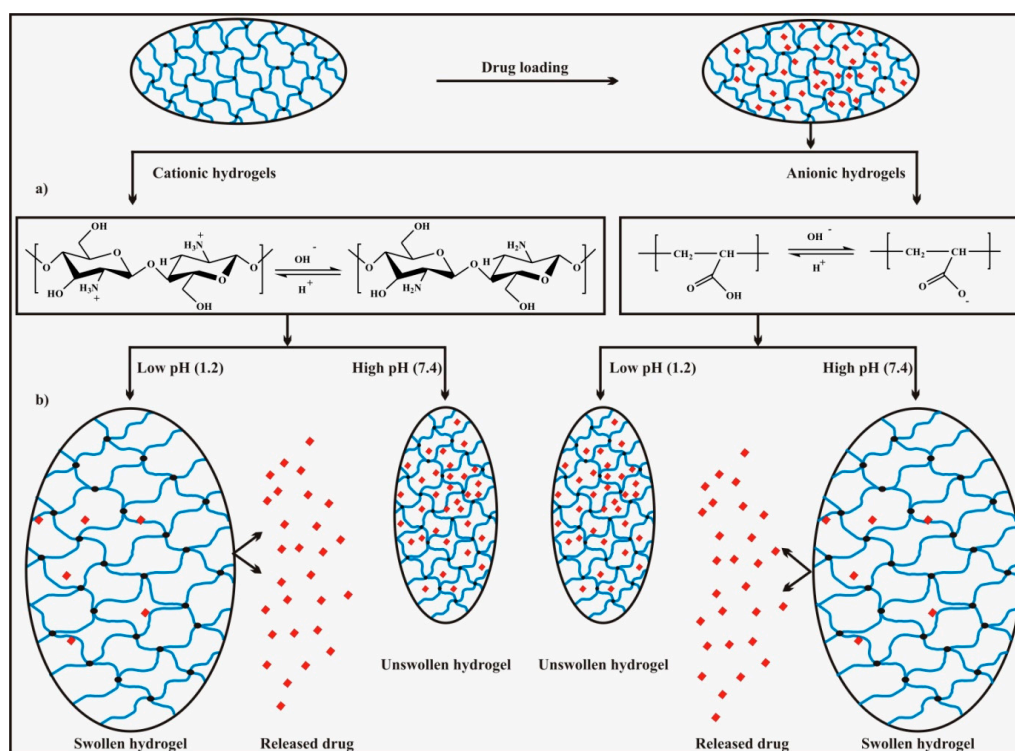 Drug loading
Cationic hydrogels
Anionic hydrogels
a)
OH
H₃N
+
O
O
H
HO
H₃N
+
O
O
OH
OH⁻
H⁺
OH
H₂N
O
O
H
HO
H₂N
O
O
OH
CH₂
CH
O
OH
OH⁻
H⁺
CH₂
CH
O
O⁻
Low pH (1.2)
High pH (7.4)
Low pH (1.2)
High pH (7.4)
b)
Unswollen hydrogel
Unswollen hydrogel
Swollen hydrogel
Released drug
Released drug
Swollen hydrogel